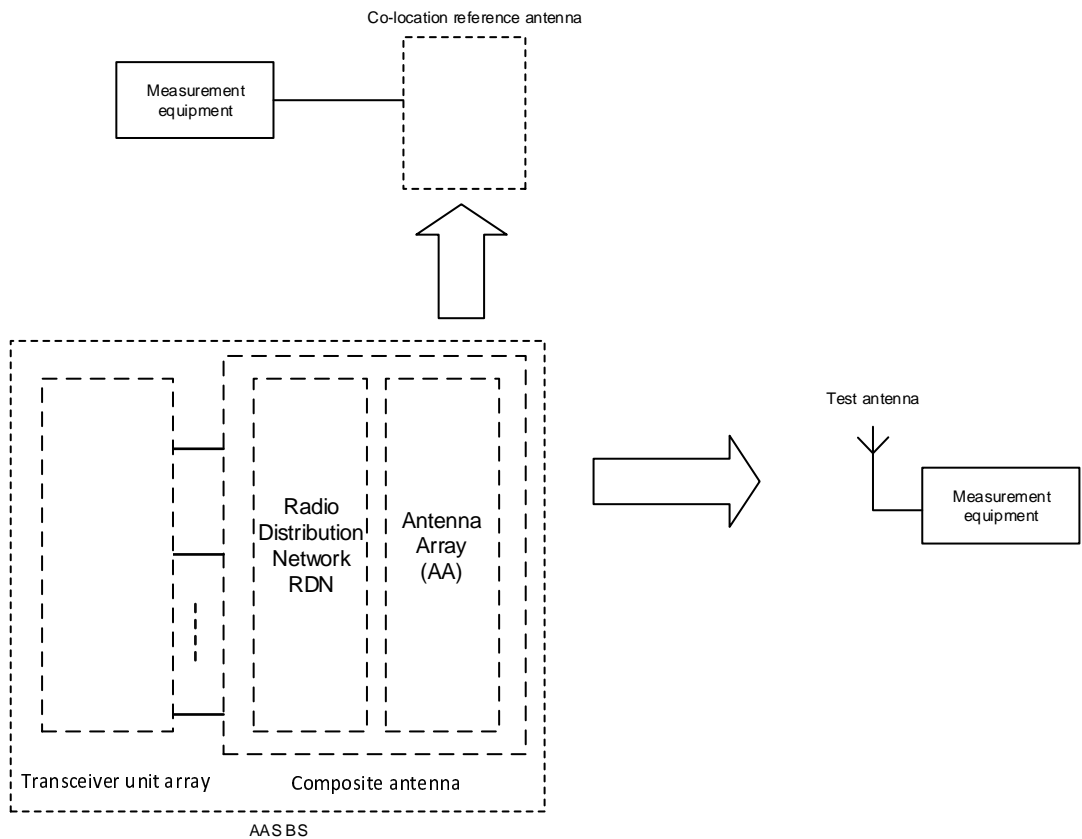 Co-location reference antenna
Measurement
equipment
Test antenna
Measurement
equipment
Radio
Distribution
Network
RDN
Antenna
Array
(AA)
Transceiver unit array
Composite antenna
AAS BS